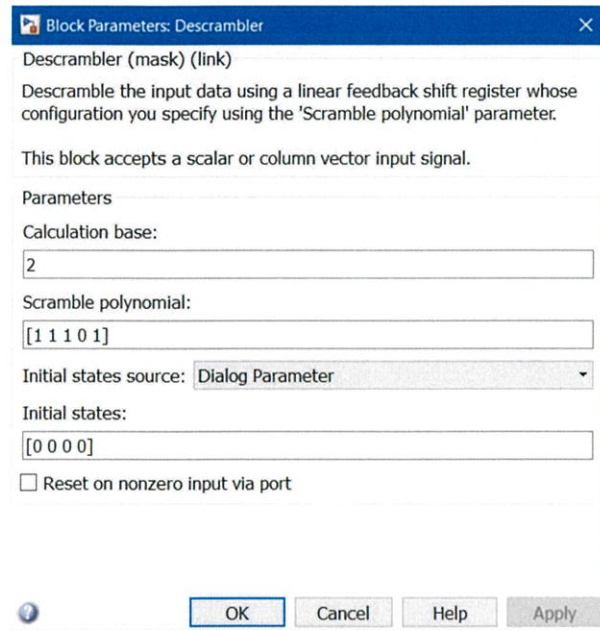 Block Parameters: Descrambler
Descrambler (mask) (link)
Descramble the input data using a linear feedback shift register whose
configuration you specify using the 'Scramble polynomial' parameter.
This block accepts a scalar or column vector input signal.
Parameters
Calculation base:
2
Scramble polynomial:
[1 1 1 0 1]
Initial states source: Dialog Parameter
Initial states:
[0 0 0 0]
Reset on nonzero input via port
OK Cancel Help Apply